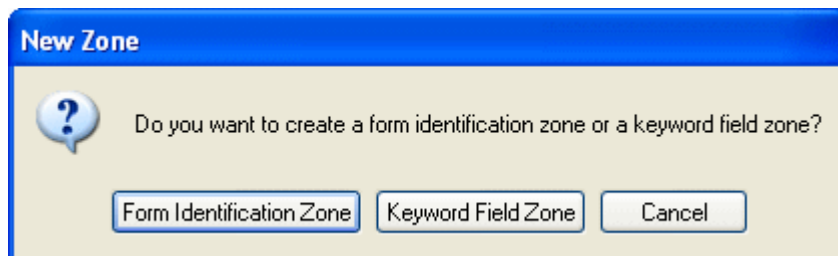 New Zone
Do you want to create a form identification zone or a keyword field zone?
Form Identification Zone Keyword Field Zone Cancel